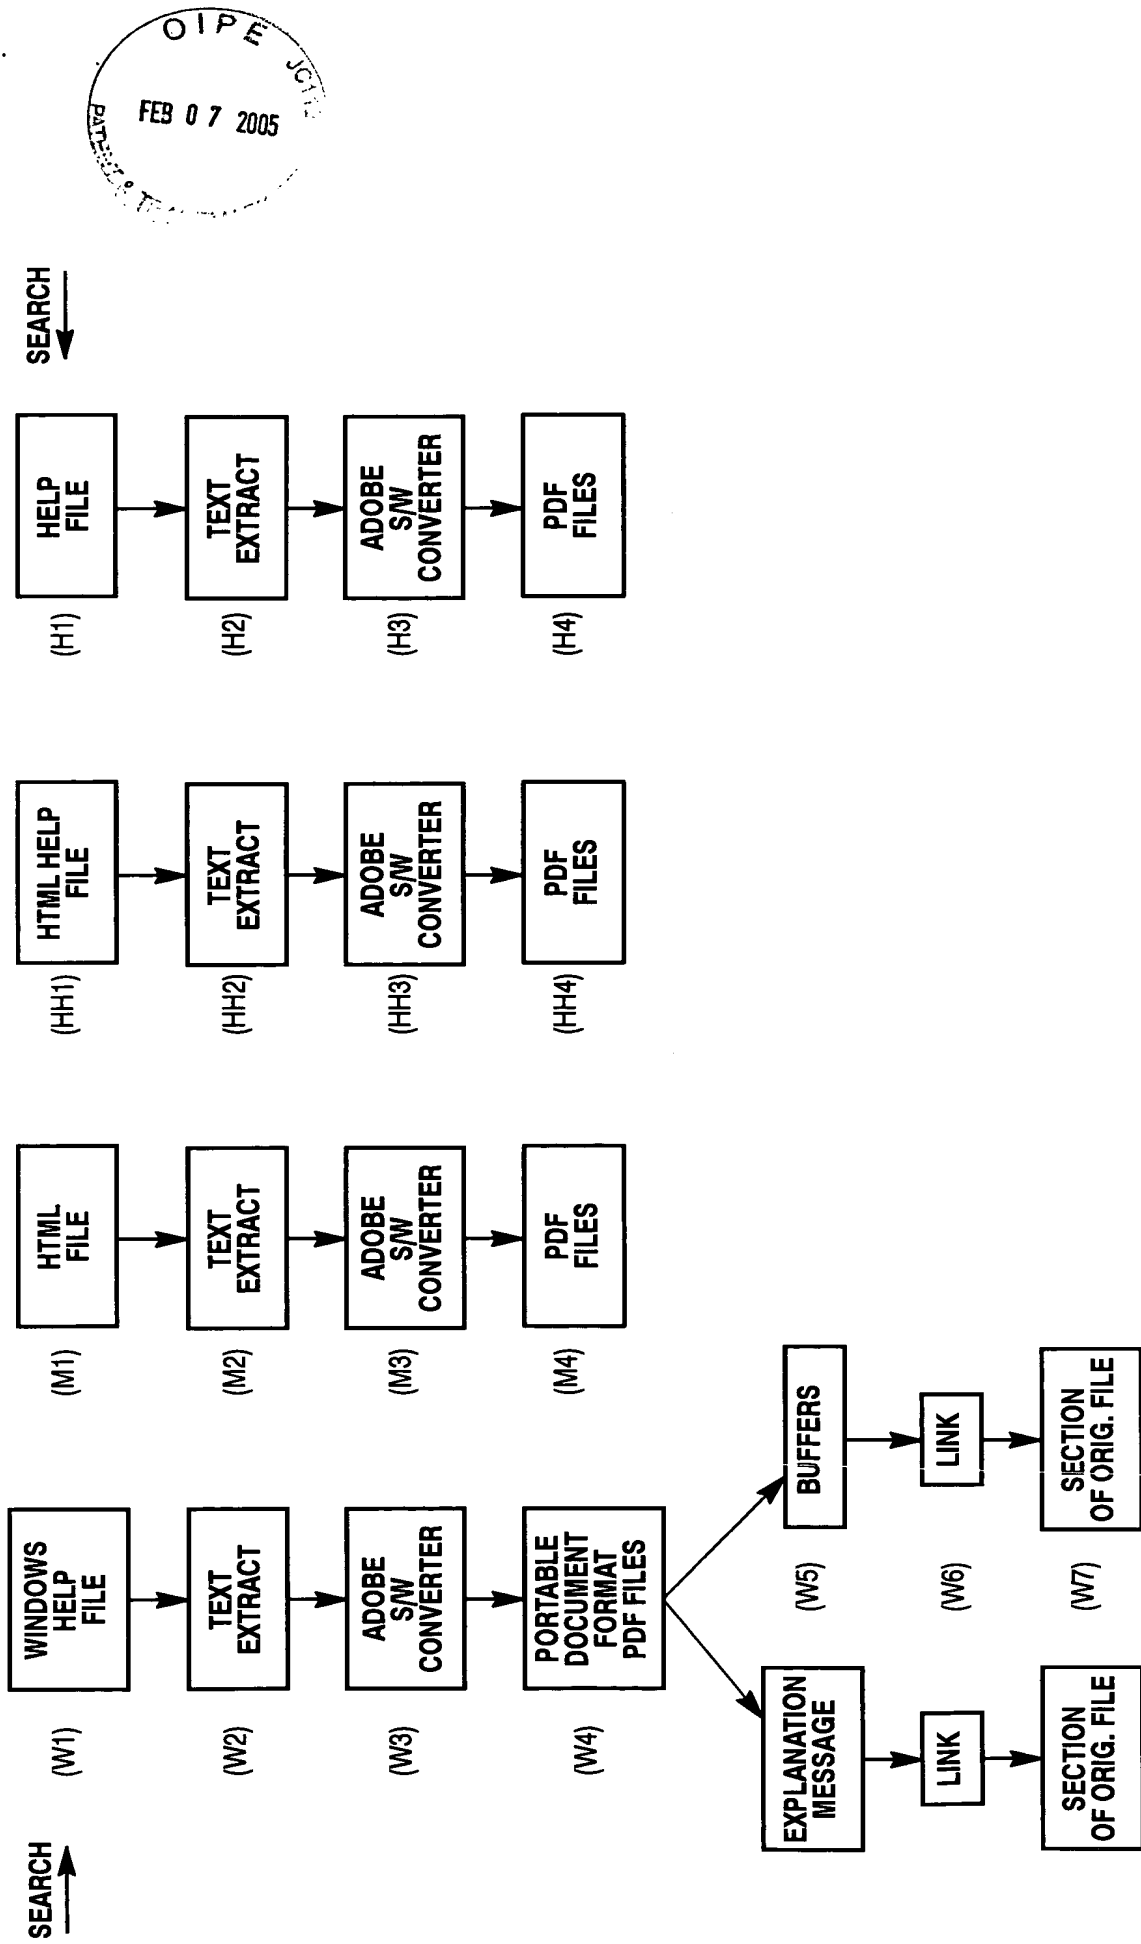 OIPE
FEB 07 2005
SEARCH
SEARCH
(W1)
WINDOWS
HELP
FILE
(W2)
TEXT
EXTRACT
(W3)
ADOBE
S/W
CONVERTER
(W4)
PORTABLE
DOCUMENT
FORMAT
PDF FILES
EXPLANATION
MESSAGE
LINK
SECTION
OF ORIG. FILE
(W5)
BUFFERS
(W6)
LINK
(W7)
SECTION
OF ORIG. FILE
(M1)
HTML
FILE
(M2)
TEXT
EXTRACT
(M3)
ADOBE
S/W
CONVERTER
(M4)
PDF
FILES
(HH1)
HTML HELP
FILE
(HH2)
TEXT
EXTRACT
(HH3)
ADOBE
S/W
CONVERTER
(HH4)
PDF
FILES
(H1)
HELP
FILE
(H2)
TEXT
EXTRACT
(H3)
ADOBE
S/W
CONVERTER
(H4)
PDF
FILES